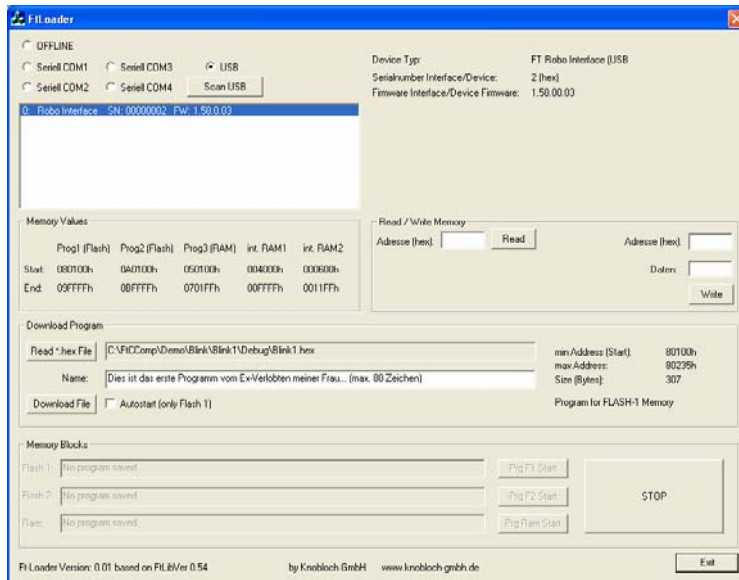 FtLoader
OFFLINE
Seriell COM1 Seriell COM3 USB
Seriell COM2 Seriell COM4 Scan USB
0: Robo Interface SN: 00000002 FW: 1.50.0.03
Device Typ: FT Robo Interface (USB
Serialnumber Interface/Device: 2 (hex)
Firmware Interface/Device Firmware: 1.50.00.03
Memory Values
Prog1 (Flash) Prog2 (Flash) Prog3 (RAM) int. RAM1 int. RAM2
Start: 080100h 0A0100h 050100h 004000h 000600h
End: 09FFFFh 0BFFFFh 0701FFh 00FFFFh 0011FFh
Read / Write Memory
Adresse (hex): Read Adresse (hex):
Daten:
Write
Download Program
Read *.hex File C:\FtCComp\Demo\Blink\Blink1\Debug\Blink1.hex
Name: Dies ist das erste Programm vom Ex-Verlobten meiner Frau... (max. 80 Zeichen)
Download File Autostart (only Flash 1)
min Address (Start): 80100h
max Address: 80235h
Size (Bytes): 307
Program for FLASH-1 Memory
Memory Blocks
Flash 1: No program saved Prg F1 Start
Flash 2: No program saved Prg F2 Start
Ram: No program saved Prg Ram Start
STOP
Ft-Loader Version: 0.01 based on FtLibVer 0.54 by Knobloch GmbH www.knobloch-gmbh.de Exit